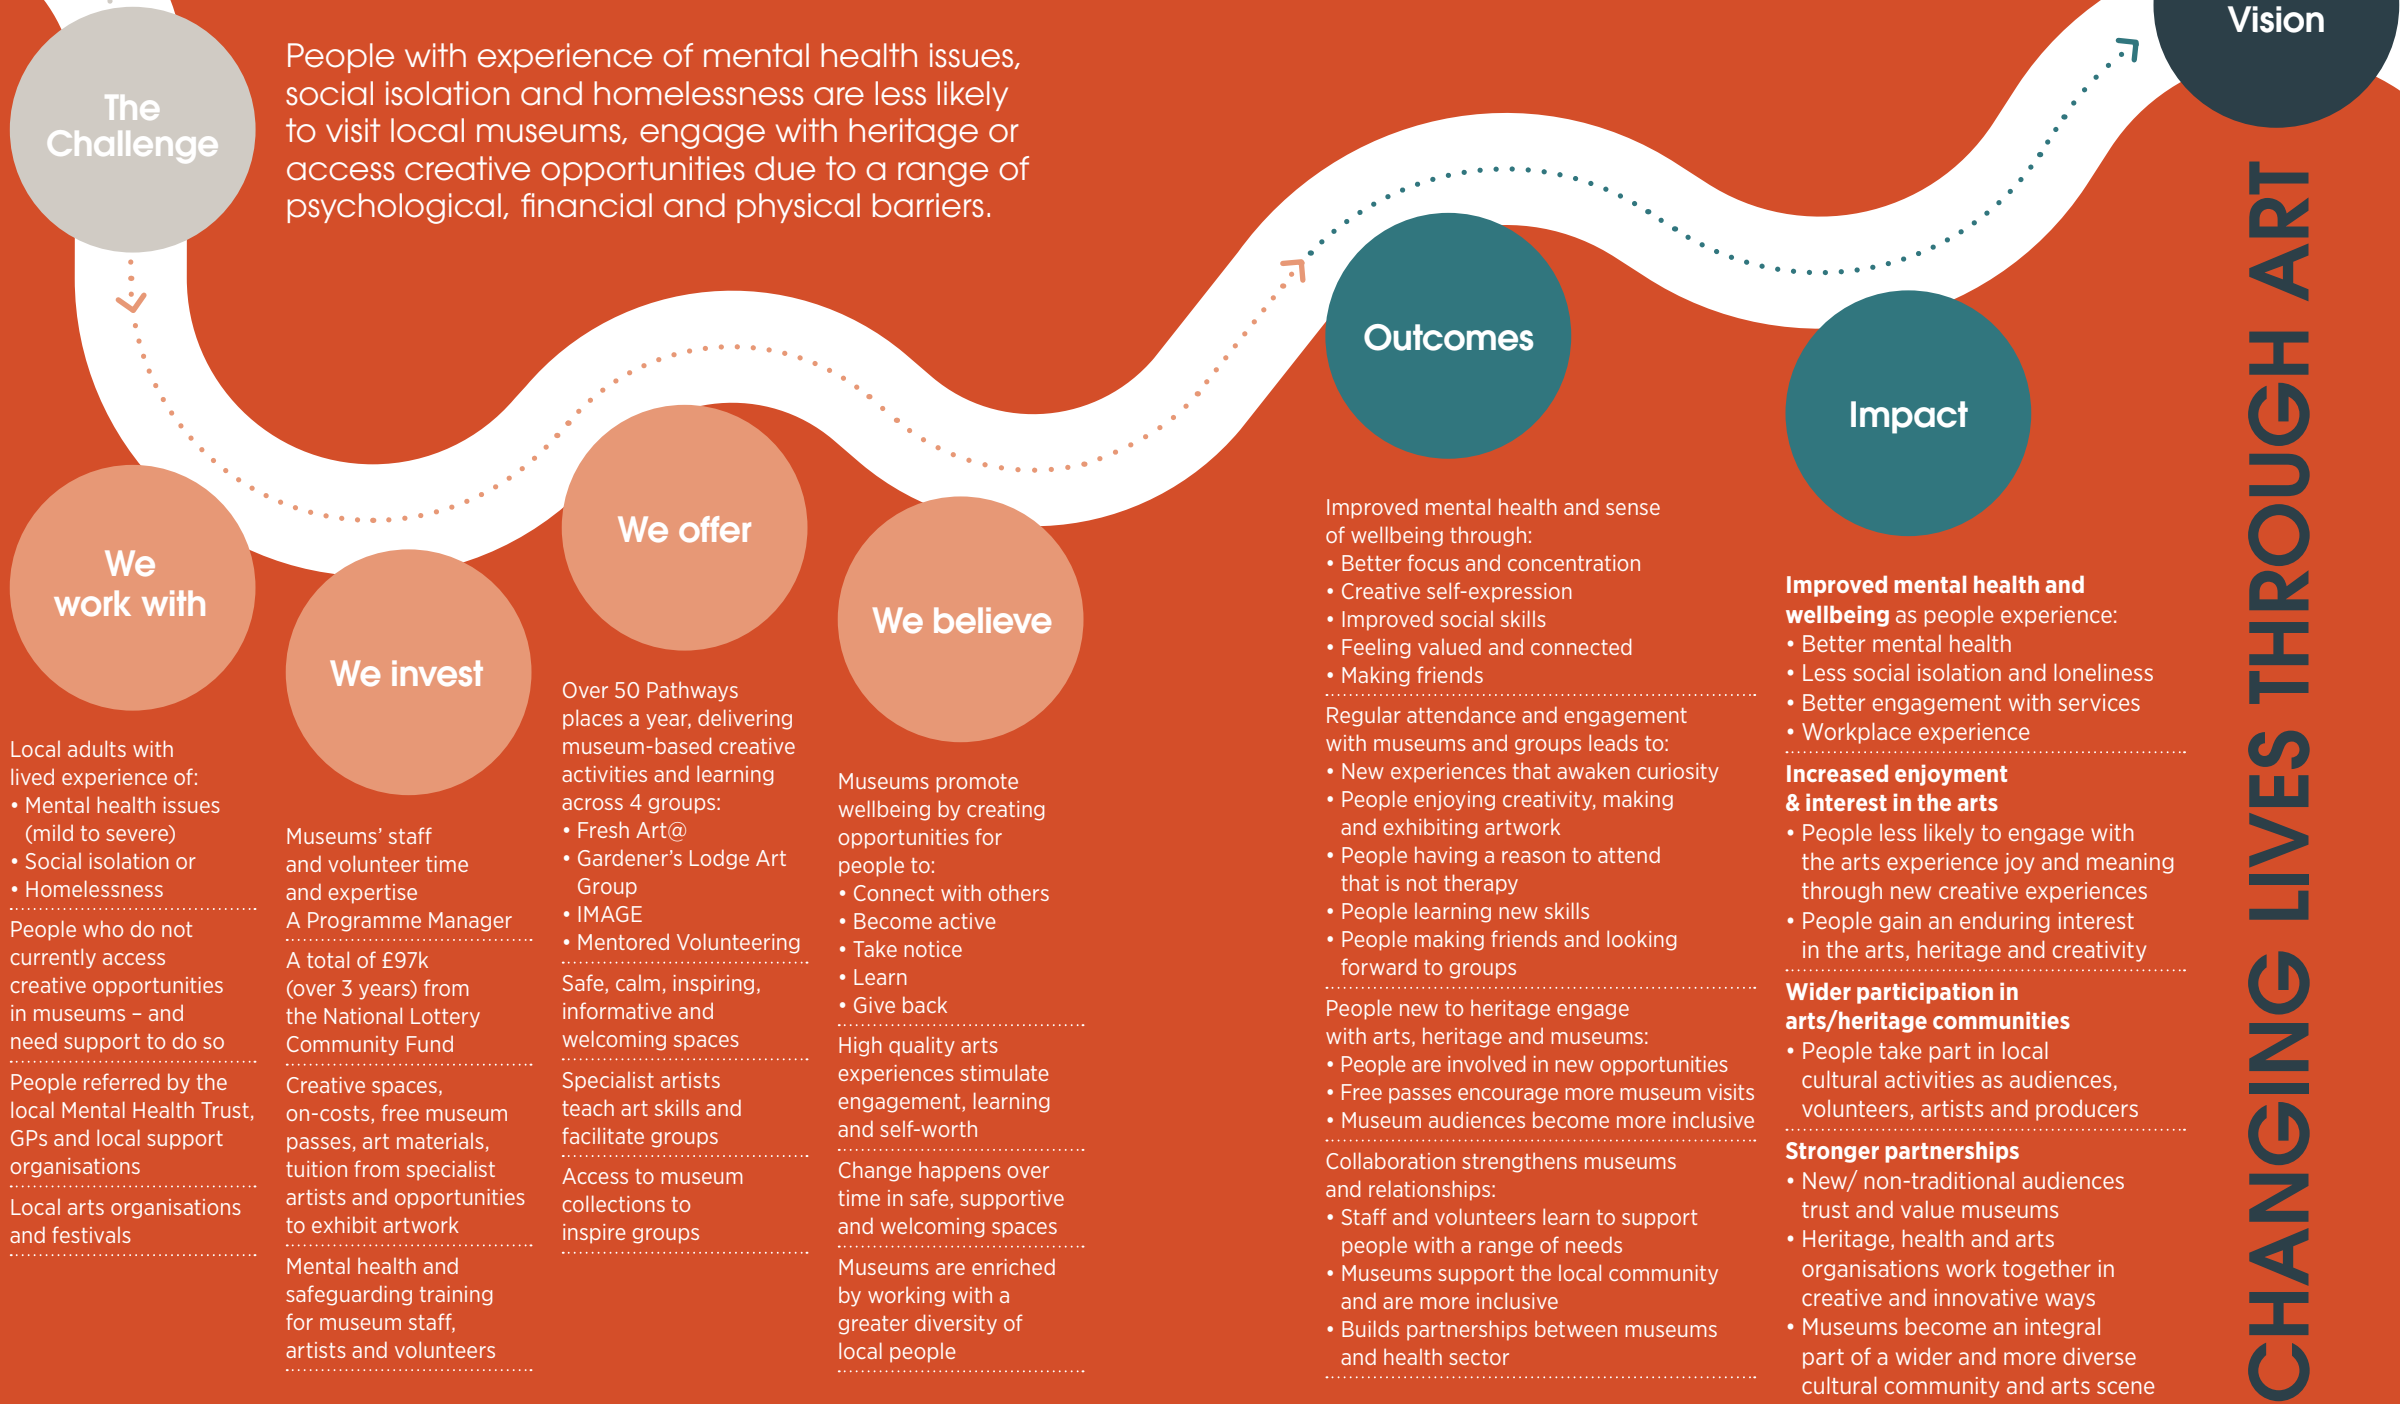 The
Challenge
People with experience of mental health issues,
social isolation and homelessness are less likely
to visit local museums, engage with heritage or
access creative opportunities due to a range of
psychological, financial and physical barriers.
We
work with
Local adults with
lived experience of:
• Mental health issues
(mild to severe)
• Social isolation or
• Homelessness
People who do not
currently access
creative opportunities
in museums – and
need support to do so
People referred by the
local Mental Health Trust,
GPs and local support
organisations
Local arts organisations
and festivals
We invest
Museums’ staff
and volunteer time
and expertise
A Programme Manager
A total of £97k
(over 3 years) from
the National Lottery
Community Fund
Creative spaces,
on-costs, free museum
passes, art materials,
tuition from specialist
artists and opportunities
to exhibit artwork
Mental health and
safeguarding training
for museum staff,
artists and volunteers
We offer
Over 50 Pathways
places a year, delivering
museum-based creative
activities and learning
across 4 groups:
• Fresh Art@
• Gardener’s Lodge Art
Group
• IMAGE
• Mentored Volunteering
Safe, calm, inspiring,
informative and
welcoming spaces
Specialist artists
teach art skills and
facilitate groups
Access to museum
collections to
inspire groups
We believe
Museums promote
wellbeing by creating
opportunities for
people to:
• Connect with others
• Become active
• Take notice
• Learn
• Give back
High quality arts
experiences stimulate
engagement, learning
and self-worth
Change happens over
time in safe, supportive
and welcoming spaces
Museums are enriched
by working with a
greater diversity of
local people
Outcomes
Improved mental health and sense
of wellbeing through:
• Better focus and concentration
• Creative self-expression
• Improved social skills
• Feeling valued and connected
• Making friends
Regular attendance and engagement
with museums and groups leads to:
• New experiences that awaken curiosity
• People enjoying creativity, making
and exhibiting artwork
• People having a reason to attend
that is not therapy
• People learning new skills
• People making friends and looking
forward to groups
People new to heritage engage
with arts, heritage and museums:
• People are involved in new opportunities
• Free passes encourage more museum visits
• Museum audiences become more inclusive
Collaboration strengthens museums
and relationships:
• Staff and volunteers learn to support
people with a range of needs
• Museums support the local community
and are more inclusive
• Builds partnerships between museums
and health sector
Impact
Improved mental health and
wellbeing as people experience:
• Better mental health
• Less social isolation and loneliness
• Better engagement with services
• Workplace experience
Increased enjoyment
& interest in the arts
• People less likely to engage with
the arts experience joy and meaning
through new creative experiences
• People gain an enduring interest
in the arts, heritage and creativity
Wider participation in
arts/heritage communities
• People take part in local
cultural activities as audiences,
volunteers, artists and producers
Stronger partnerships
• New/ non-traditional audiences
trust and value museums
• Heritage, health and arts
organisations work together in
creative and innovative ways
• Museums become an integral
part of a wider and more diverse
cultural community and arts scene
Vision
CHANGING LIVES THROUGH ART